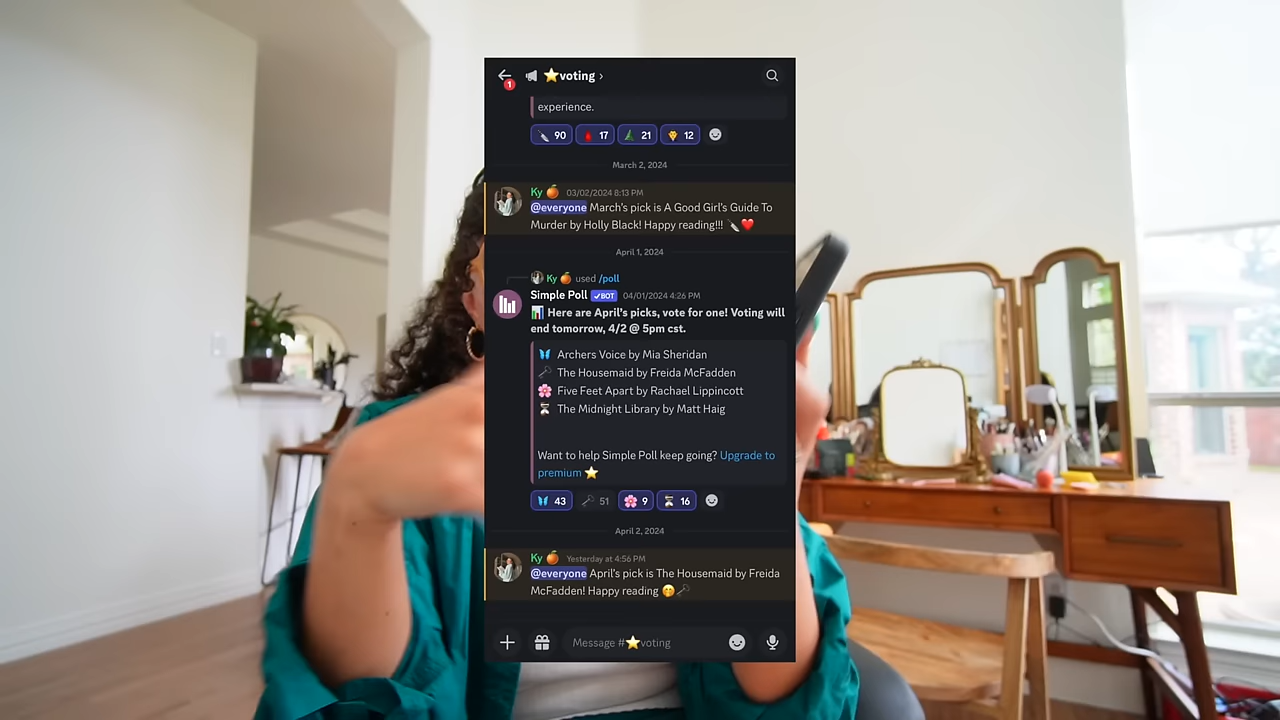 1
⭐voting ›
experience.
90 17 21 12
March 2, 2024
Ky 03/02/2024 8:13 PM
@everyone March's pick is A Good Girl's Guide To
Murder by Holly Black! Happy reading!!! 🔪❤️
April 1, 2024
Ky 🍊 used /poll
Simple Poll ✓BOT 04/01/2024 4:26 PM
📊 Here are April's picks, vote for one! Voting will
end tomorrow, 4/2 @ 5pm cst.
🦋 Archers Voice by Mia Sheridan
🗝 The Housemaid by Freida McFadden
🌸 Five Feet Apart by Rachael Lippincott
⏳ The Midnight Library by Matt Haig
Want to help Simple Poll keep going? Upgrade to
premium ⭐
43 51 9 16
April 2, 2024
Ky 🍊 Yesterday at 4:56 PM
@everyone April's pick is The Housemaid by Freida
McFadden! Happy reading 🤭🗝
Message #⭐voting